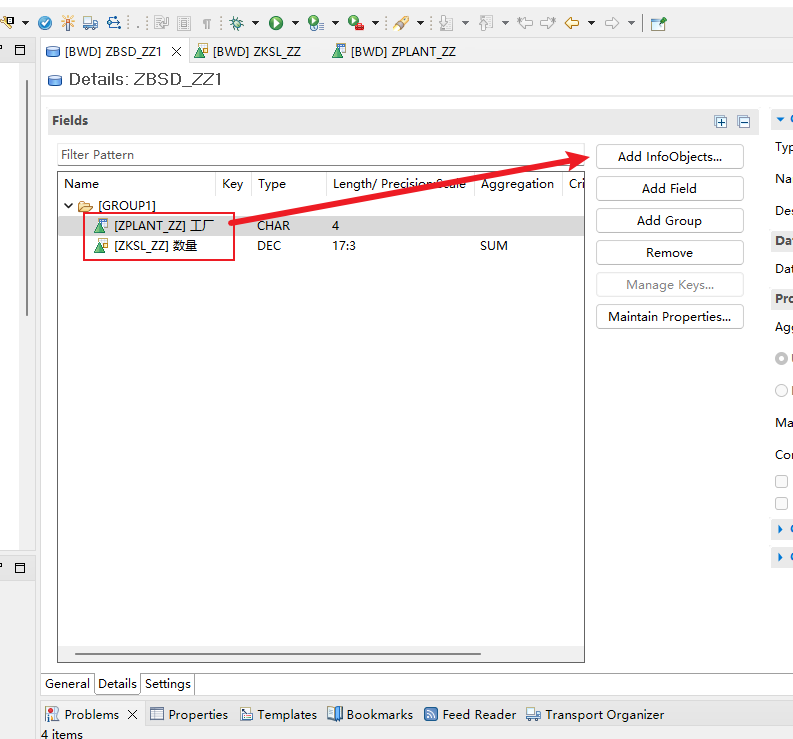 [BWD] ZBSD_ZZ1
[BWD] ZKSL_ZZ
[BWD] ZPLANT_ZZ
Details: ZBSD_ZZ1
Fields
Filter Pattern
Add InfoObjects...
Name Key Type Length/ Precision Scale Aggregation Cri
[GROUP1]
[ZPLANT_ZZ] 工厂 CHAR 4
[ZKSL_ZZ] 数量 DEC 17:3 SUM
Add Field
Add Group
Remove
Manage Keys...
Maintain Properties...
Typ
Na
Des
Dat
Dat
Pro
Agg
Ma
Cor
General Details Settings
Problems Properties Templates Bookmarks Feed Reader Transport Organizer
4 items